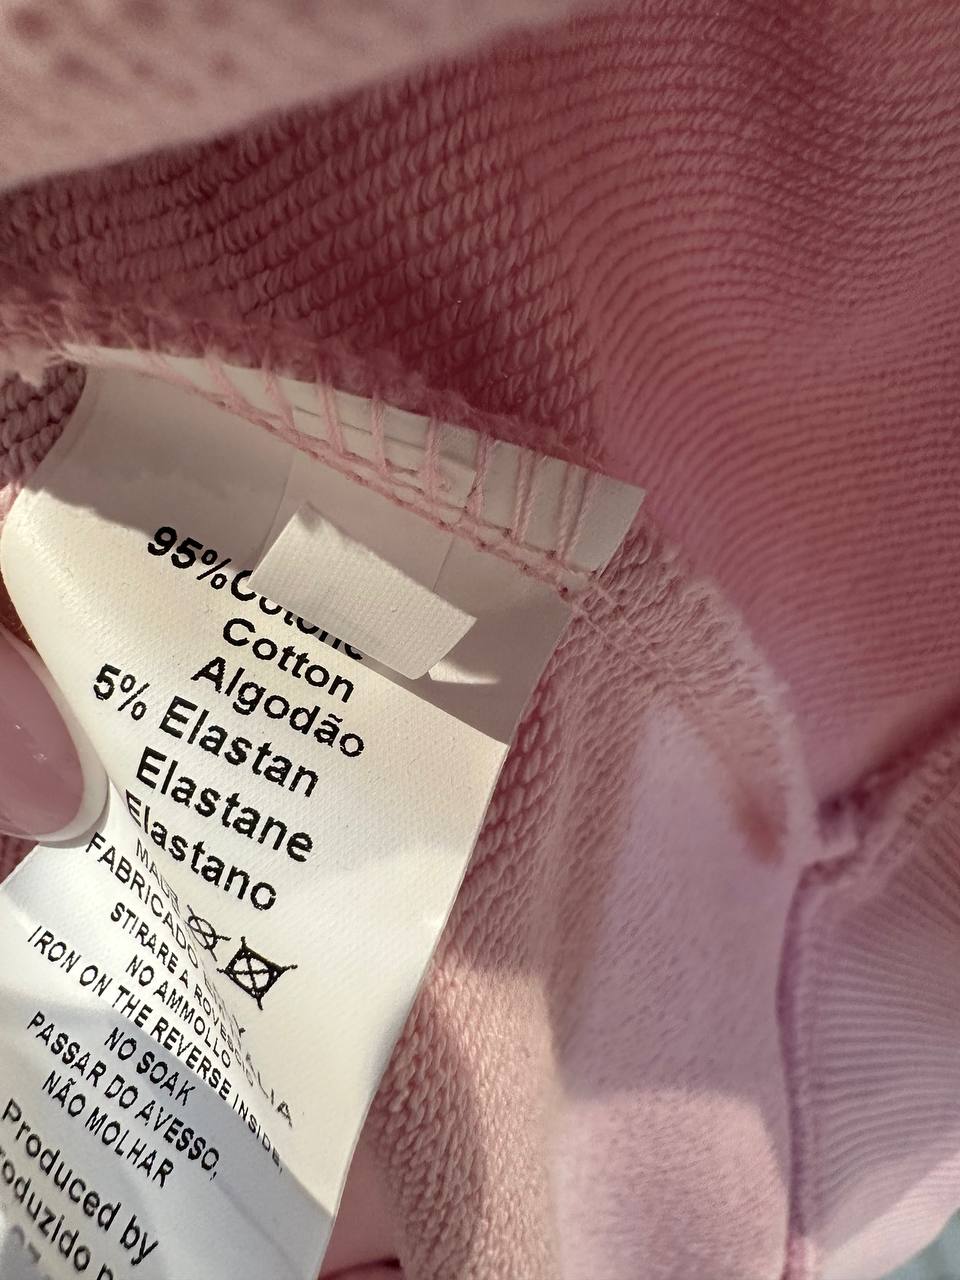 95%Cotone
Cotton
Algodão
5% Elastan
Elastane
Elastano
FABRICADO
STIRARE A ROVESCIO
NO AMMOLLO
IRON ON THE REVERSE INSIDE,
NO SOAK
PASSAR DO AVESSO,
NÃO MOLHAR
Produced by